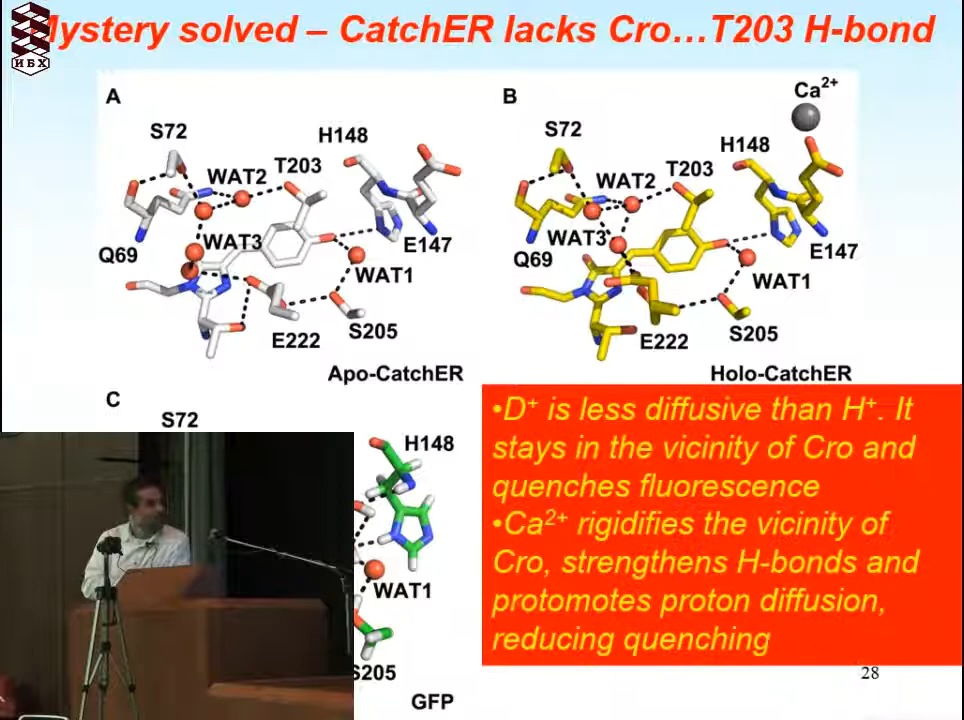 ИБХ
Mystery solved – CatchER lacks Cro…T203 H-bond
A
S72
WAT2
T203
H148
Q69
WAT3
E147
WAT1
S205
E222
Apo-CatchER
B
Ca2+
S72
H148
WAT2
T203
WAT3
Q69
E147
WAT1
S205
E222
Holo-CatchER
C
S72
H148
WAT1
S205
GFP
•D+ is less diffusive than H+. It
stays in the vicinity of Cro and
quenches fluorescence
•Ca2+ rigidifies the vicinity of
Cro, strengthens H-bonds and
protomotes proton diffusion,
reducing quenching
28